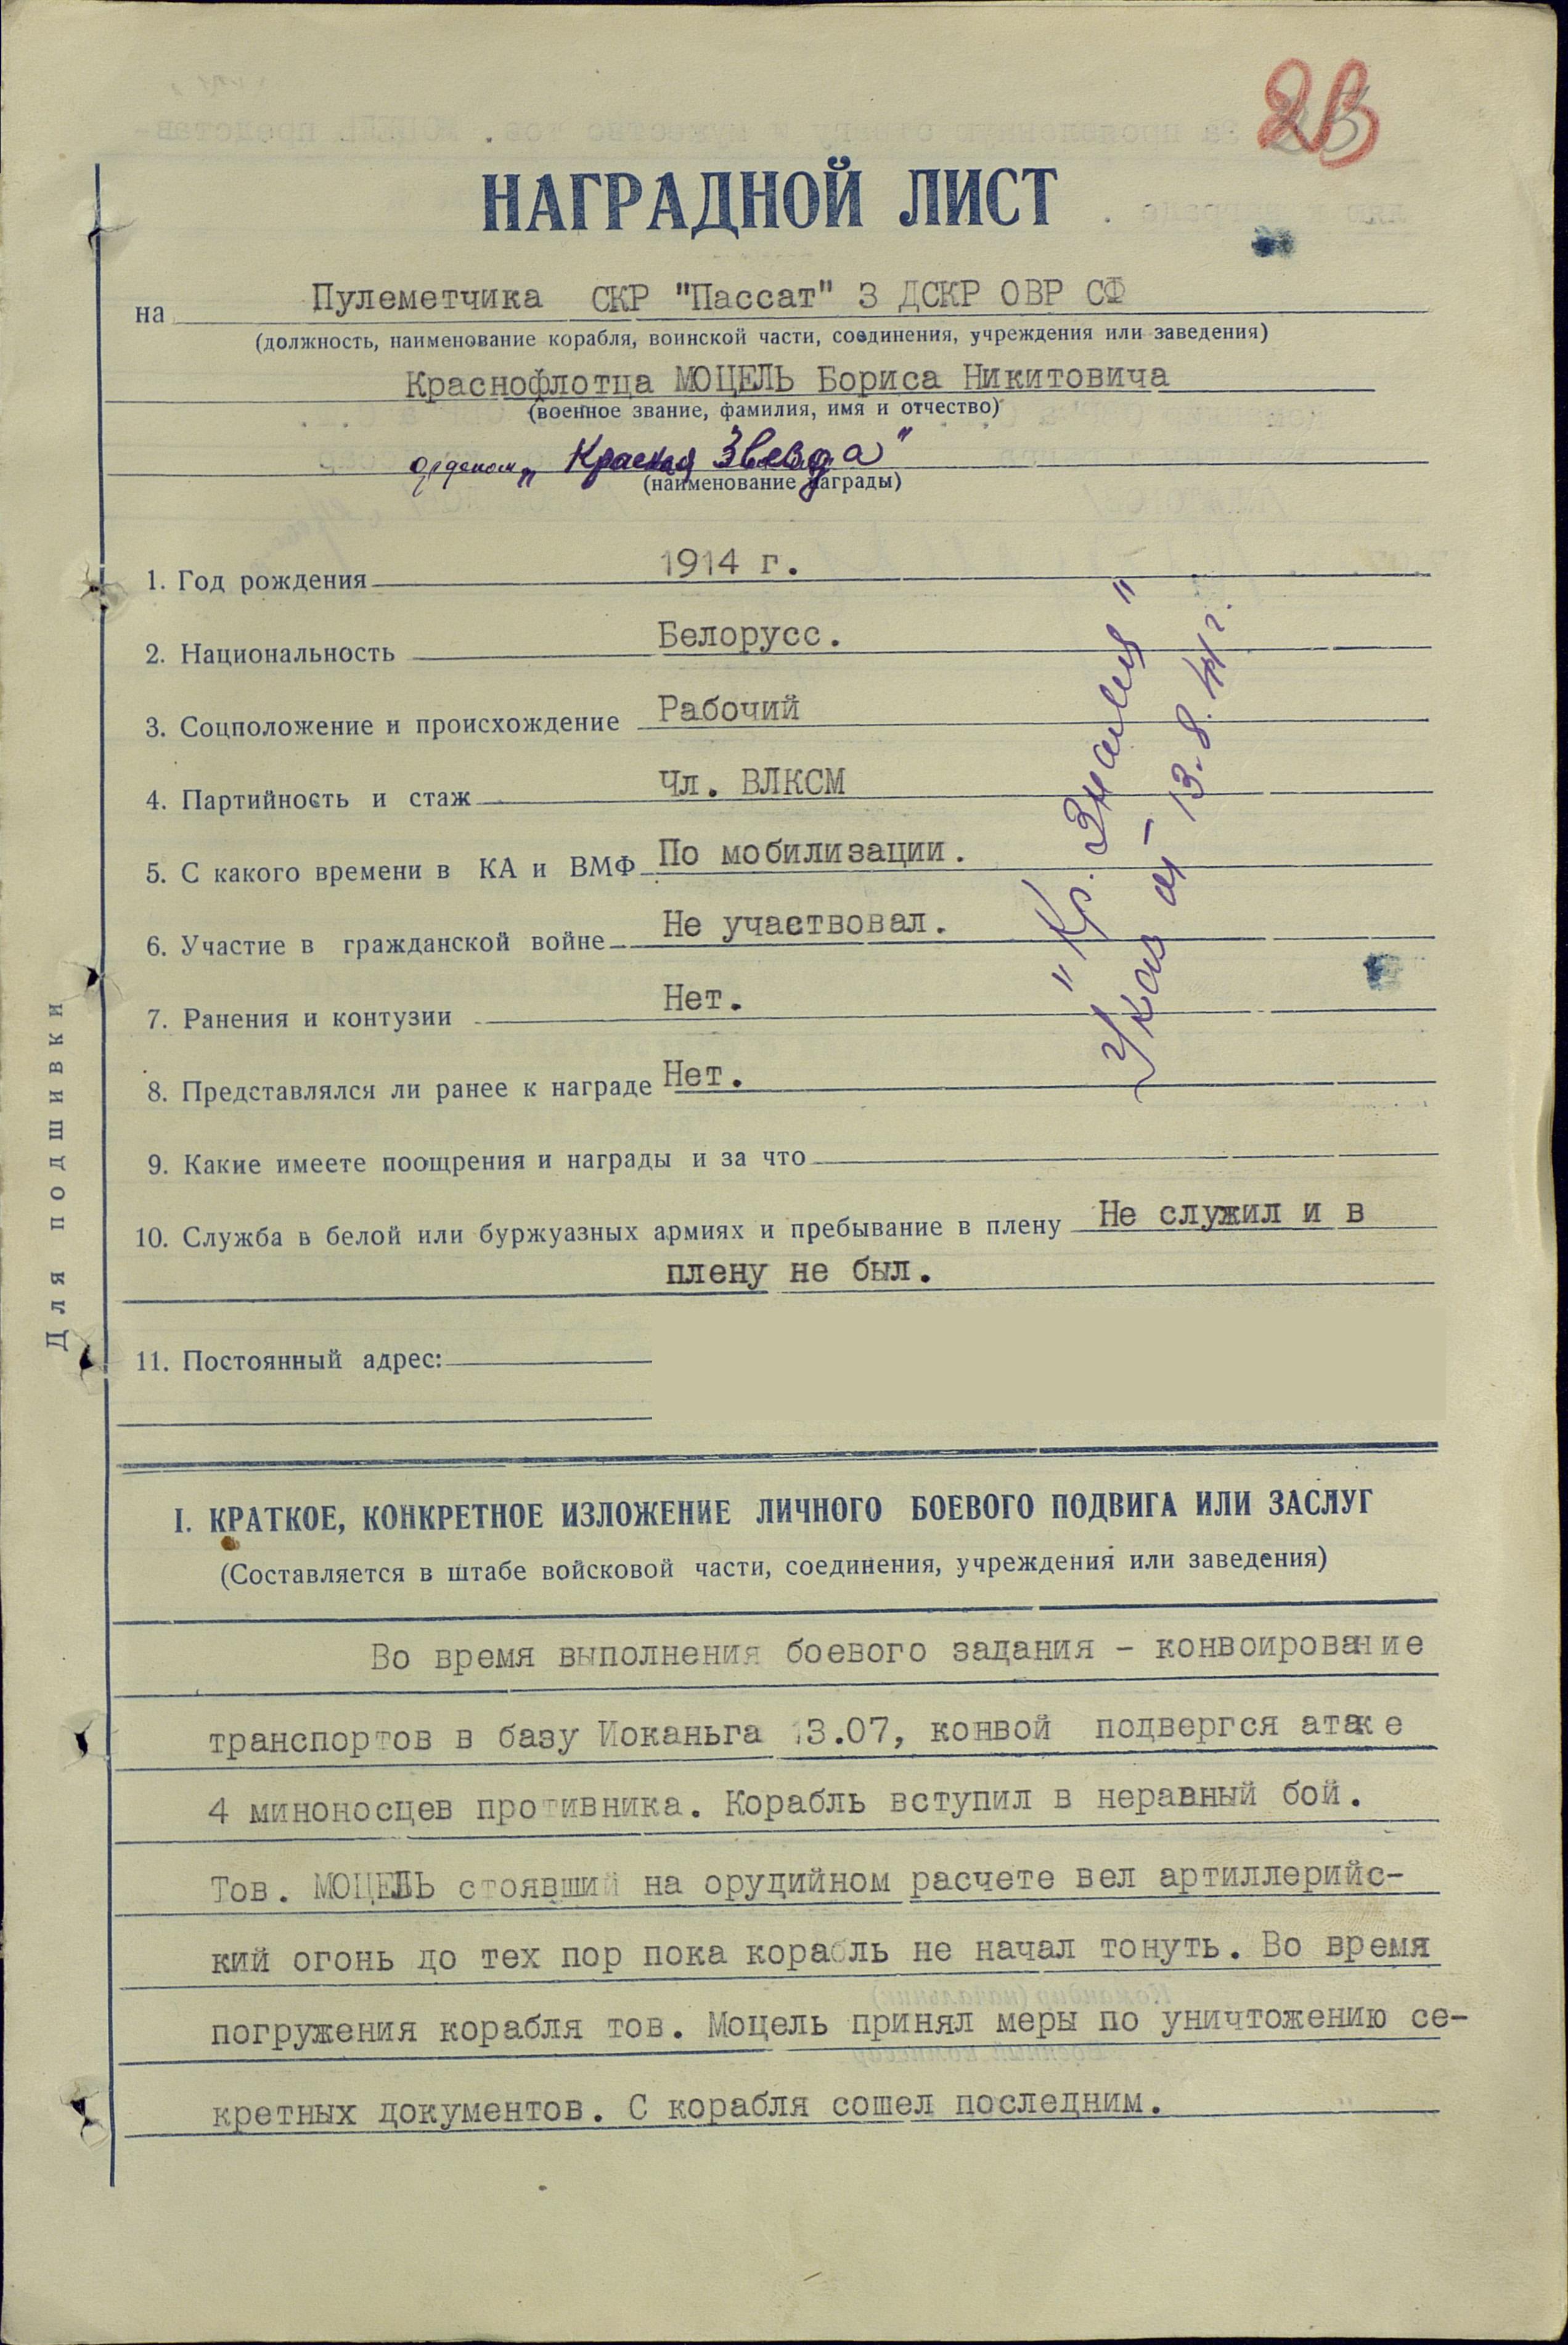 23
НАГРАДНОЙ ЛИСТ
на Пулеметчика СКР "Пассат" 3 ДСКР ОВР СФ
(должность, наименование корабля, воинской части, соединения, учреждения или заведения)
Краснофлотца МОЦЕЛЬ Бориса Никитовича
(военное звание, фамилия, имя и отчество)
орденом „Красная Звезда"
(наименование награды)
1. Год рождения 1914 г.
2. Национальность Белорусс.
3. Соцположение и происхождение Рабочий
4. Партийность и стаж Чл. ВЛКСМ
5. С какого времени в КА и ВМФ По мобилизации.
6. Участие в гражданской войне Не участвовал.
7. Ранения и контузии Нет.
8. Представлялся ли ранее к награде Нет.
9. Какие имеете поощрения и награды и за что
10. Служба в белой или буржуазных армиях и пребывание в плену Не служил и в
плену не был.
11. Постоянный адрес:
"Кр. Знамя"
Указ от 13.8.41г.
Для подшивки
I. КРАТКОЕ, КОНКРЕТНОЕ ИЗЛОЖЕНИЕ ЛИЧНОГО БОЕВОГО ПОДВИГА ИЛИ ЗАСЛУГ
(Составляется в штабе войсковой части, соединения, учреждения или заведения)
Во время выполнения боевого задания - конвоирование
транспортов в базу Иоканьга 13.07, конвой подвергся атаке
4 миноносцев противника. Корабль вступил в неравный бой.
Тов. МОЦЕЛЬ стоявший на орудийном расчете вел артиллерийс-
кий огонь до тех пор пока корабль не начал тонуть. Во время
погружения корабля тов. Моцель принял меры по уничтожению се-
кретных документов. С корабля сошел последним.